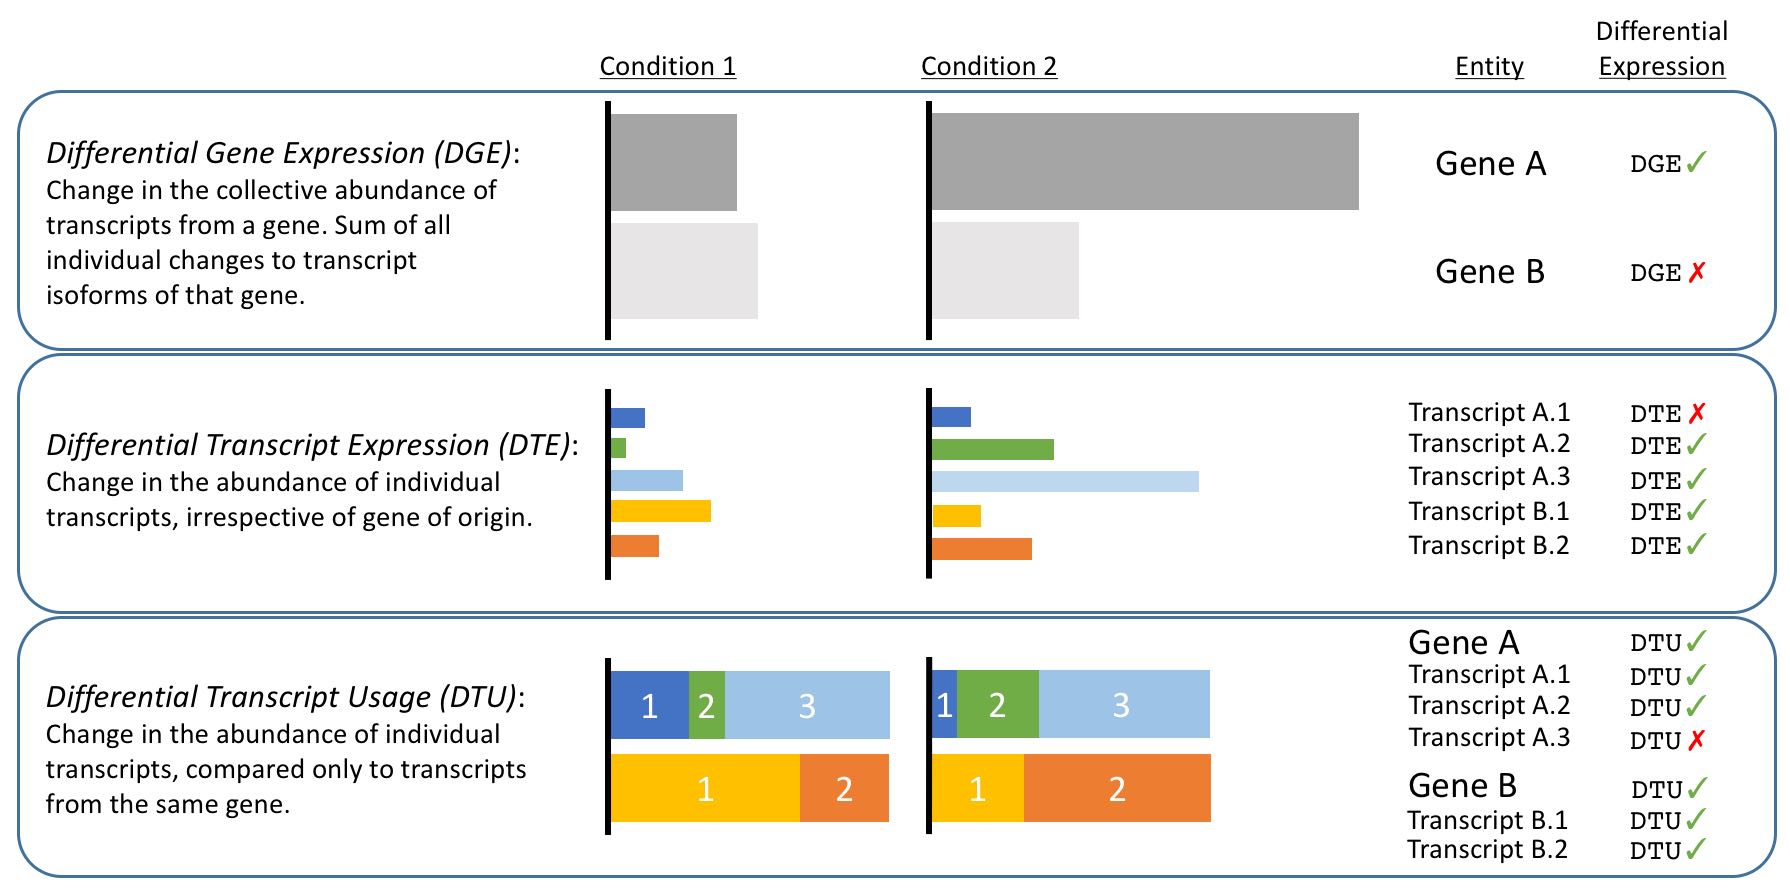 Differential
Condition 1 Condition 2 Entity Expression
Differential Gene Expression (DGE):
Change in the collective abundance of
transcripts from a gene. Sum of all
individual changes to transcript
isoforms of that gene.
Gene A DGE ✓
Gene B DGE ✗
Differential Transcript Expression (DTE):
Change in the abundance of individual
transcripts, irrespective of gene of origin.
Transcript A.1 DTE ✗
Transcript A.2 DTE ✓
Transcript A.3 DTE ✓
Transcript B.1 DTE ✓
Transcript B.2 DTE ✓
Differential Transcript Usage (DTU):
Change in the abundance of individual
transcripts, compared only to transcripts
from the same gene.
1 2 3
1 2
1 2 3
1 2
Gene A DTU ✓
Transcript A.1 DTU ✓
Transcript A.2 DTU ✓
Transcript A.3 DTU ✗
Gene B DTU ✓
Transcript B.1 DTU ✓
Transcript B.2 DTU ✓